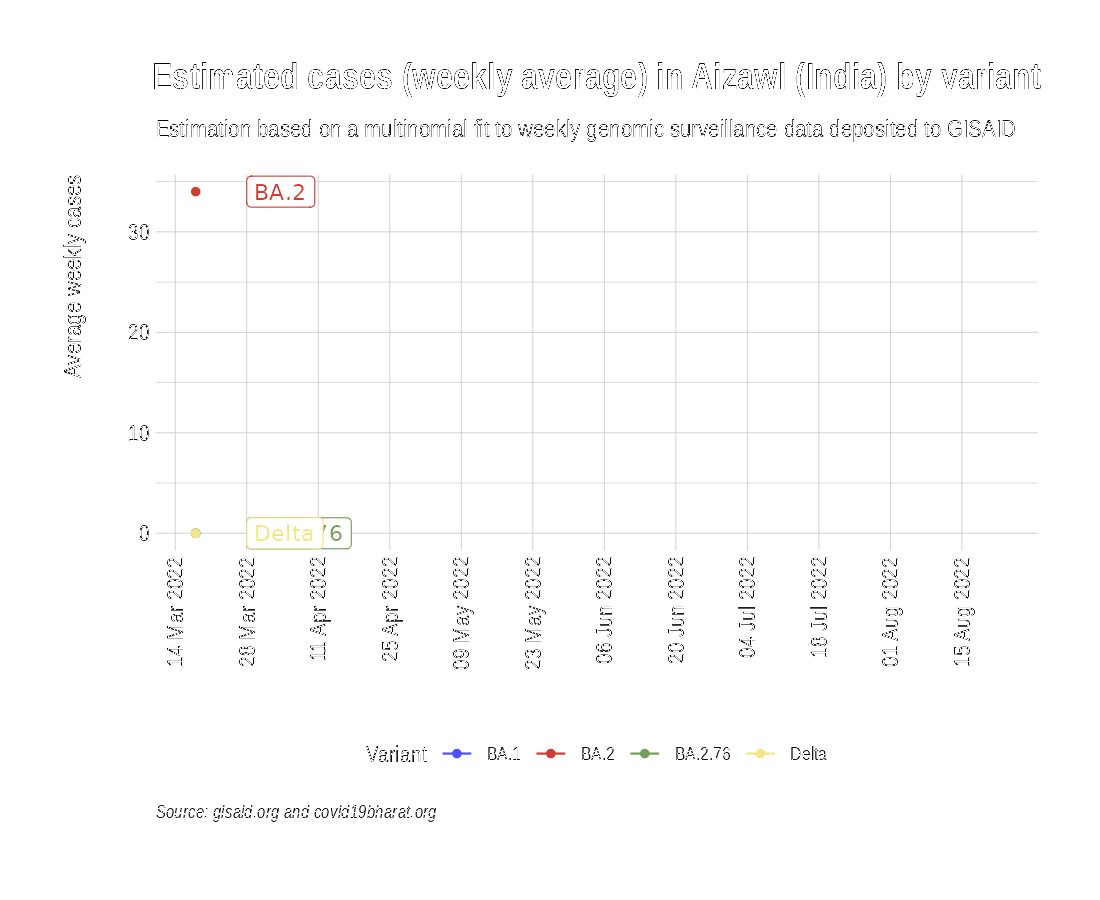 Estimated cases (weekly average) in Aizawl (India) by variant
Estimation based on a multinomial fit to weekly genomic surveillance data deposited to GISAID
Average weekly cases
BA.2
30
20
10
0
Delta
6
14 Mar 2022
28 Mar 2022
11 Apr 2022
25 Apr 2022
09 May 2022
23 May 2022
06 Jun 2022
20 Jun 2022
04 Jul 2022
18 Jul 2022
01 Aug 2022
15 Aug 2022
Variant BA.1 BA.2 BA.2.76 Delta
Source: gisaid.org and covid19bharat.org